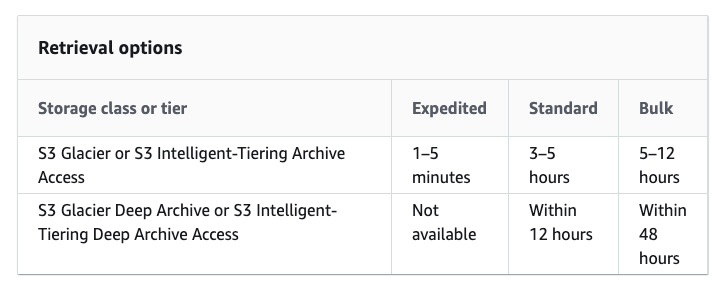 Retrieval options
Storage class or tier Expedited Standard Bulk
S3 Glacier or S3 Intelligent-Tiering Archive 1–5 3–5 5–12
Access minutes hours hours
S3 Glacier Deep Archive or S3 Intelligent- Not Within Within
Tiering Deep Archive Access available 12 hours 48
hours